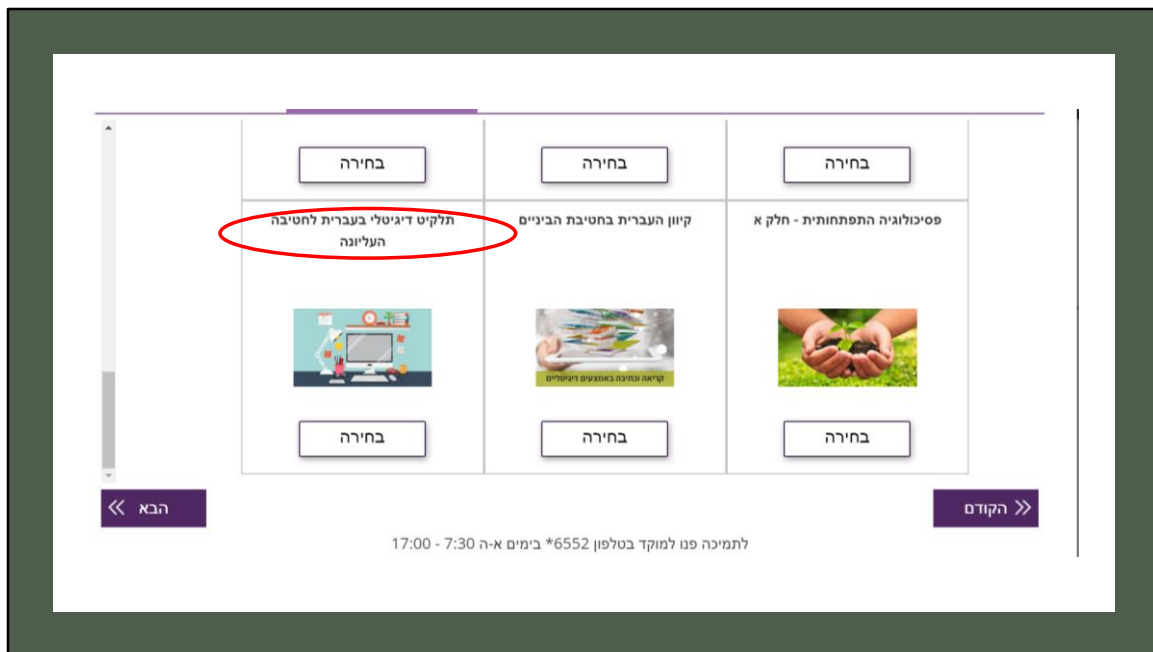 בחירה
בחירה
בחירה
פסיכולוגיה התפתחותית - חלק א
קיוון העברית בחטיבת הביניים
תלקיט דיגיטלי בעברית לחטיבה
העליונה
קריאה וכתיבה באמצעים דיגיטליים
בחירה
בחירה
בחירה
הקודם
הבא
לתמיכה פנו למוקד בטלפון 6552* בימים א-ה 7:30 - 17:00